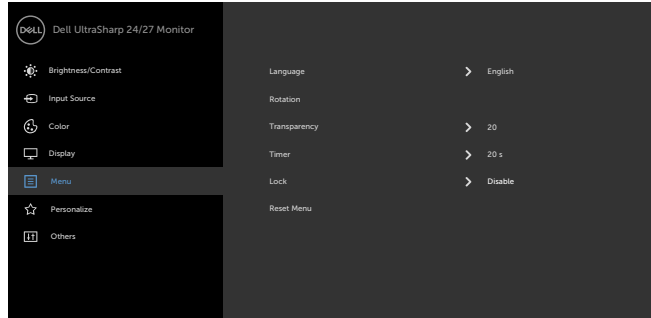 DELL Dell UltraSharp 24/27 Monitor
Brightness/Contrast
Input Source
Color
Display
Menu
Personalize
Others
Language > English
Rotation
Transparency > 20
Timer > 20 s
Lock > Disable
Reset Menu